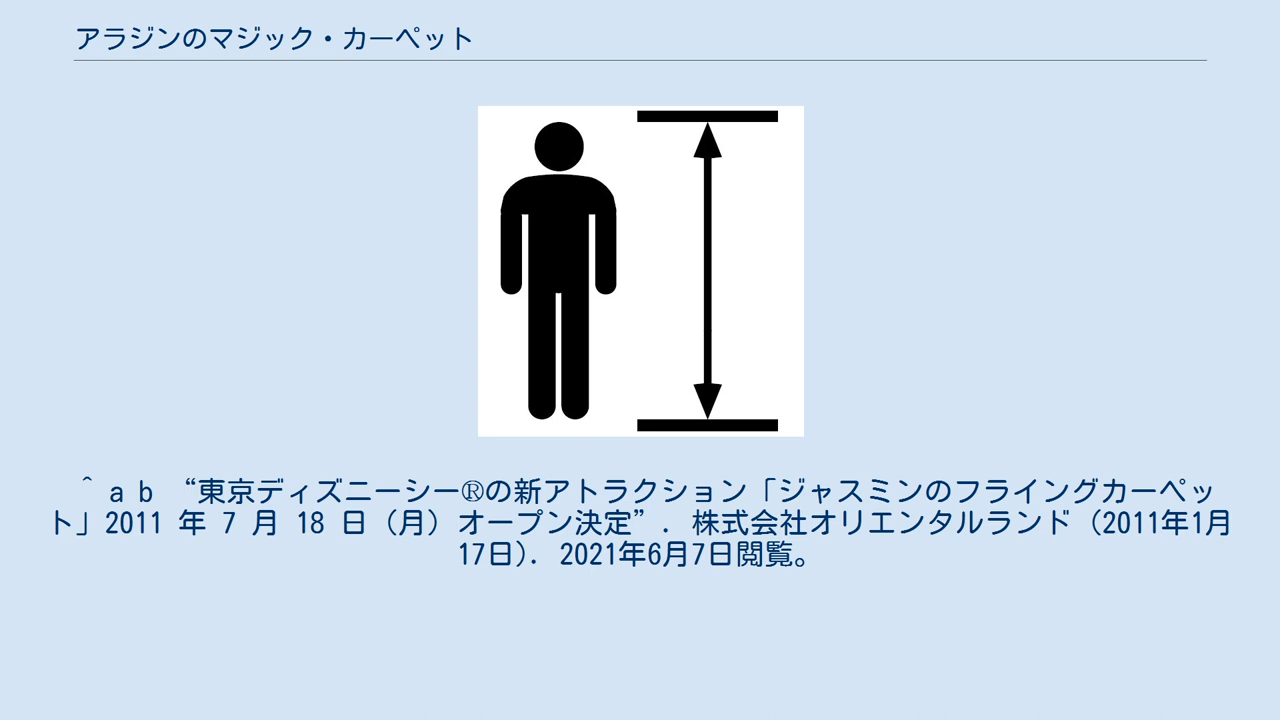 アラジンのマジック・カーペット
^ a b “東京ディズニーシー®の新アトラクション「ジャスミンのフライングカーペッ
ト」2011 年 7 月 18 日（月）オープン決定”. 株式会社オリエンタルランド (2011年1月
17日). 2021年6月7日閲覧。